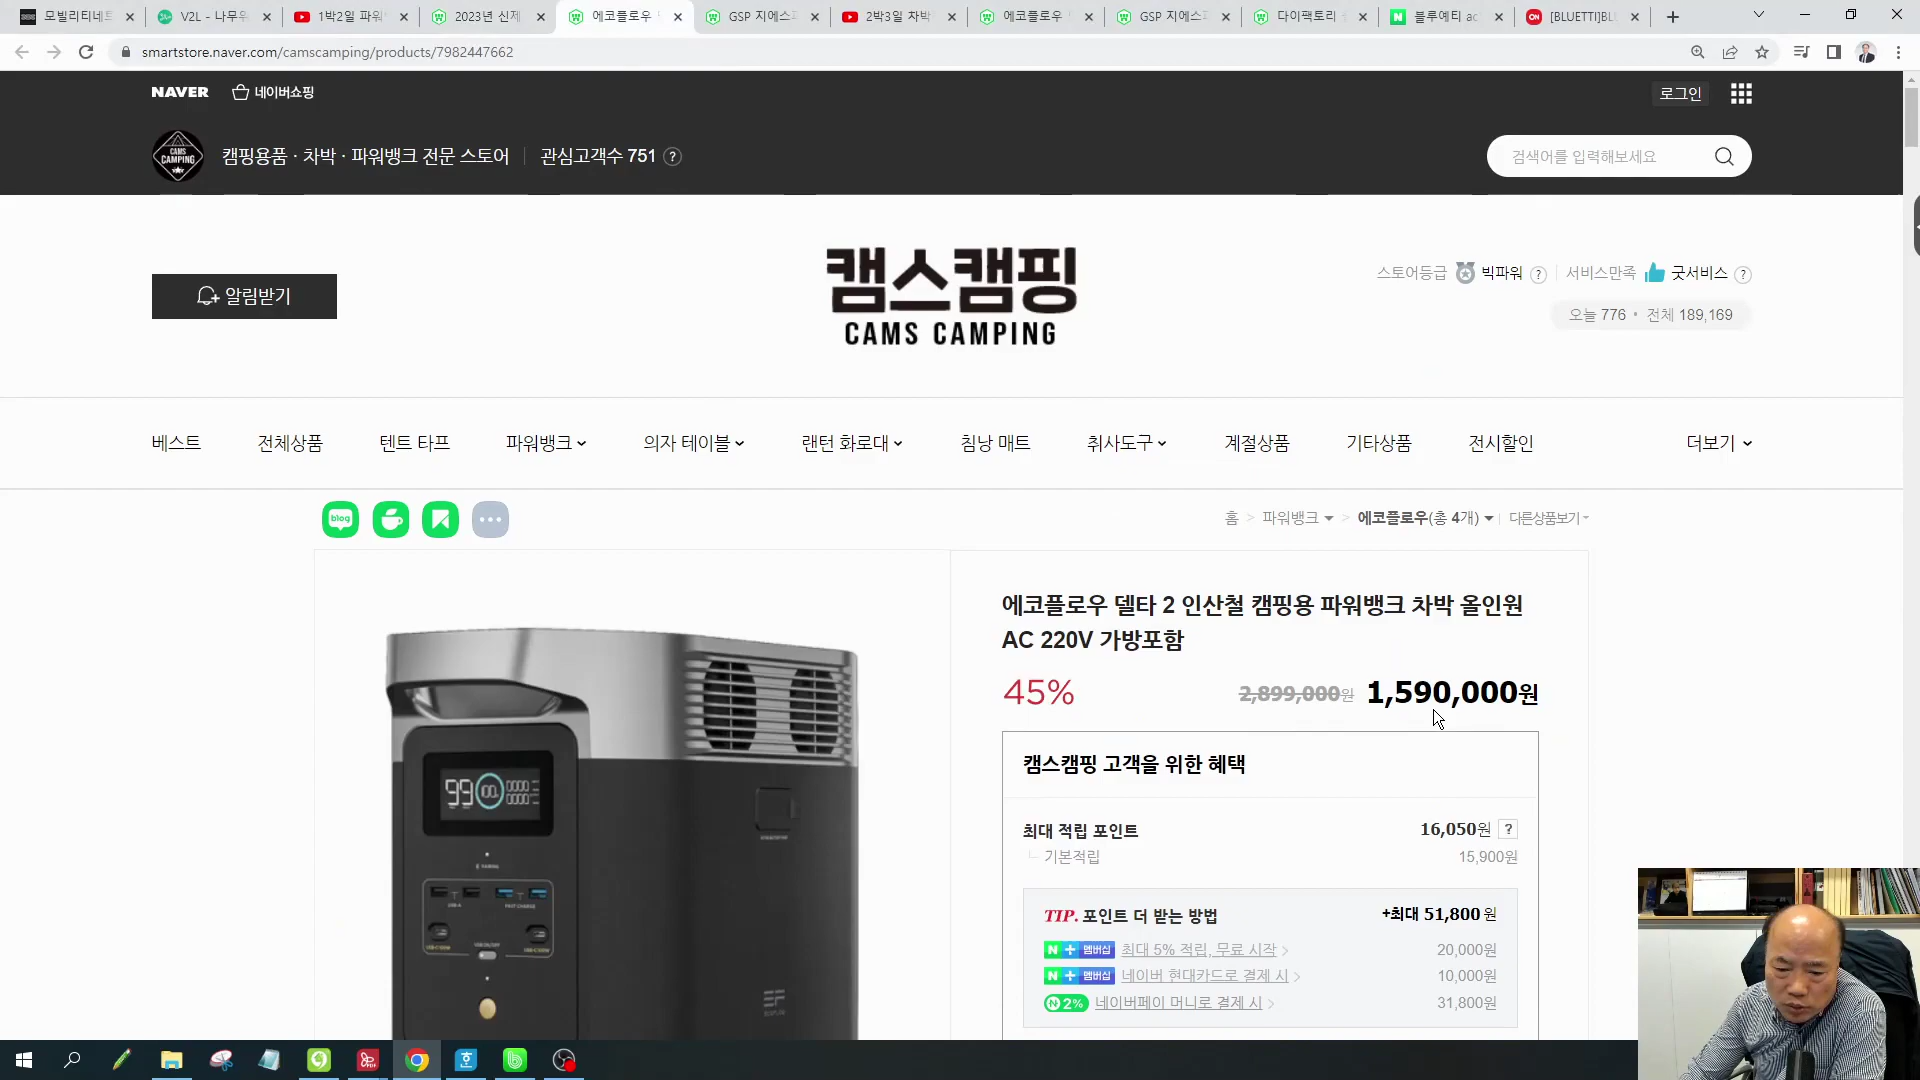 모빌리티네트
V2L - 나무위
1박2일 파워
2023년 신제
에코플로우
GSP 지에스
2박3일 차박
에코플로우
GSP 지에스
다이팩토리
블루예티 ac
[BLUETTI]BL
smartstore.naver.com/camscamping/products/7982447662
NAVER 네이버쇼핑
로그인
CAMS CAMPING
캠핑용품 · 차박 · 파워뱅크 전문 스토어 관심고객수 751 ?
검색어를 입력해보세요
알림받기
캠스캠핑
CAMS CAMPING
스토어등급 빅파워 ? 서비스만족 굿서비스 ?
오늘 776 • 전체 189,169
베스트 전체상품 텐트 타프 파워뱅크 의자 테이블 랜턴 화로대 침낭 매트 취사도구 계절상품 기타상품 전시할인 더보기
blog
홈 > 파워뱅크 > 에코플로우(총 4개) 다른상품보기
에코플로우 델타 2 인산철 캠핑용 파워뱅크 차박 올인원
AC 220V 가방포함
45% 2,899,000원 1,590,000원
캠스캠핑 고객을 위한 혜택
최대 적립 포인트 16,050원 ?
기본적립 15,900원
TIP. 포인트 더 받는 방법 +최대 51,800원
N+ 멤버십 최대 5% 적립, 무료 시작 > 20,000원
N+ 멤버십 네이버 현대카드로 결제 시 > 10,000원
N 2% 네이버페이 머니로 결제 시 > 31,800원
99 100
EF